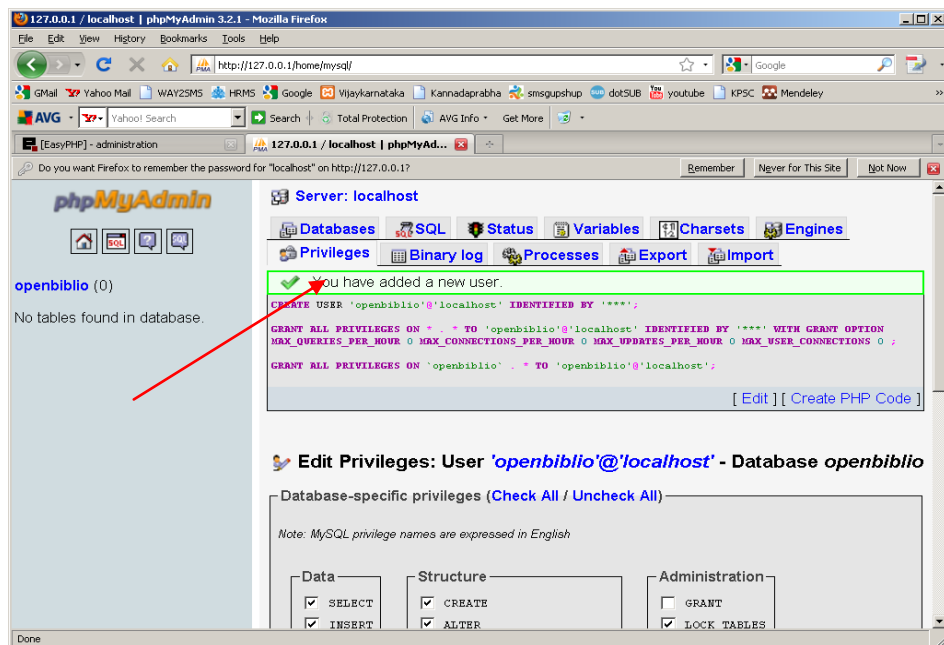 127.0.0.1 / localhost | phpMyAdmin 3.2.1 - Mozilla Firefox
File Edit View History Bookmarks Tools Help
http://127.0.0.1/home/mysql/ Google
GMail Yahoo Mail WAY2SMS HRMS Google Vijaykarnataka Kannadaprabha smsgupshup dotSUB youtube KPSC Mendeley »
AVG Yahoo! Search Search Total Protection AVG Info Get More
[EasyPHP] - administration 127.0.0.1 / localhost | phpMyAd...
Do you want Firefox to remember the password for "localhost" on http://127.0.0.1? Remember Never for This Site Not Now
phpMyAdmin
openbiblio (0)
No tables found in database.
Server: localhost
Databases SQL Status Variables Charsets Engines
Privileges Binary log Processes Export Import
You have added a new user.
CREATE USER 'openbiblio'@'localhost' IDENTIFIED BY '***';
GRANT ALL PRIVILEGES ON * . * TO 'openbiblio'@'localhost' IDENTIFIED BY '***' WITH GRANT OPTION
MAX_QUERIES_PER_HOUR 0 MAX_CONNECTIONS_PER_HOUR 0 MAX_UPDATES_PER_HOUR 0 MAX_USER_CONNECTIONS 0 ;
GRANT ALL PRIVILEGES ON `openbiblio` . * TO 'openbiblio'@'localhost';
[ Edit ] [ Create PHP Code ]
Edit Privileges: User 'openbiblio'@'localhost' - Database openbiblio
Database-specific privileges (Check All / Uncheck All)
Note: MySQL privilege names are expressed in English
Data Structure Administration
SELECT CREATE GRANT
INSERT ALTER LOCK TABLES
Done